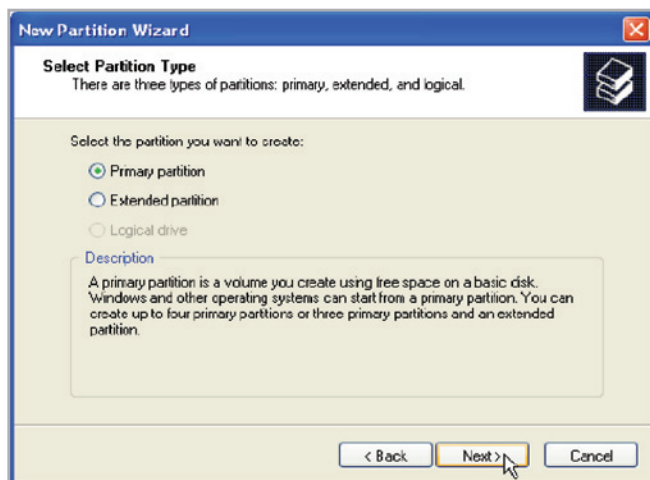 New Partition Wizard
Select Partition Type
There are three types of partitions: primary, extended, and logical.
Select the partition you want to create:
Primary partition
Extended partition
Logical drive
Description
A primary partition is a volume you create using free space on a basic disk.
Windows and other operating systems can start from a primary partition. You can
create up to four primary partitions or three primary partitions and an extended
partition.
< Back
Next >
Cancel